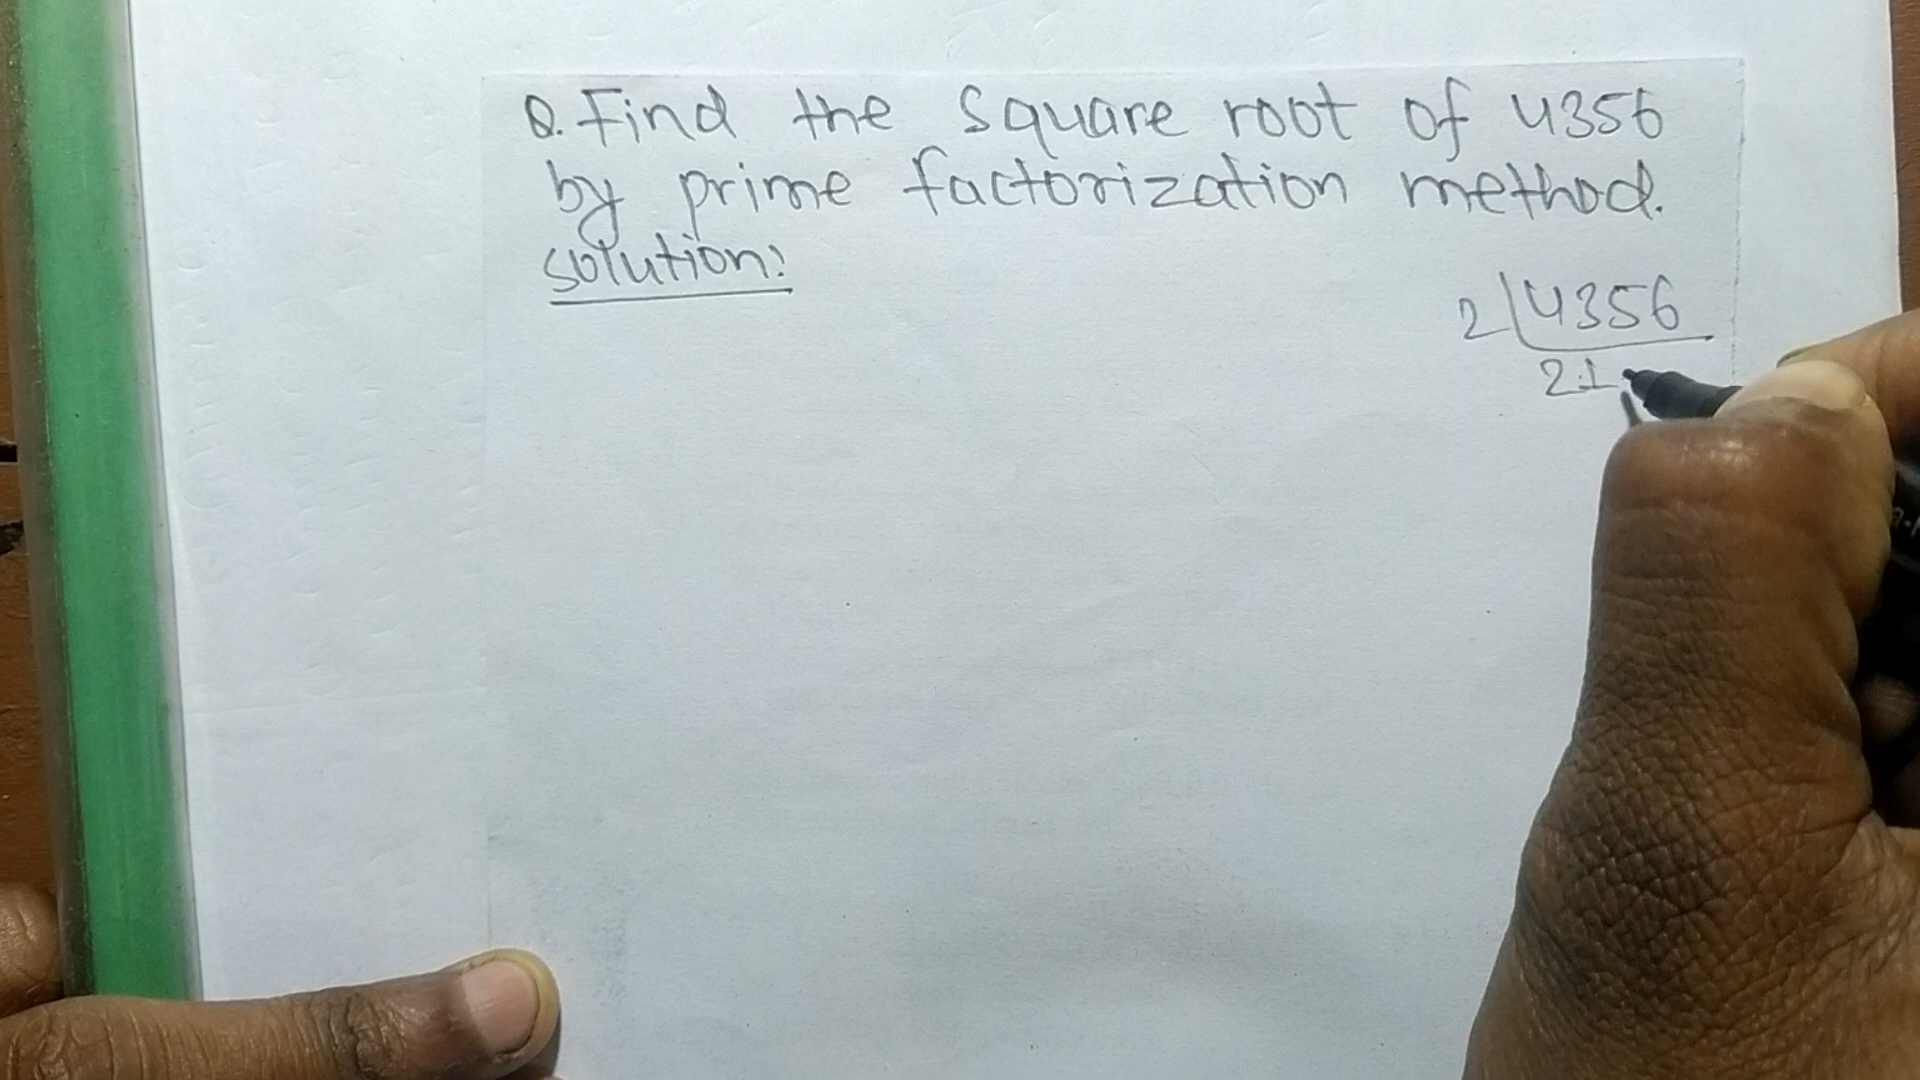 Q. Find the square root of 4356
by prime factorization method.
solution:
2 4356
21